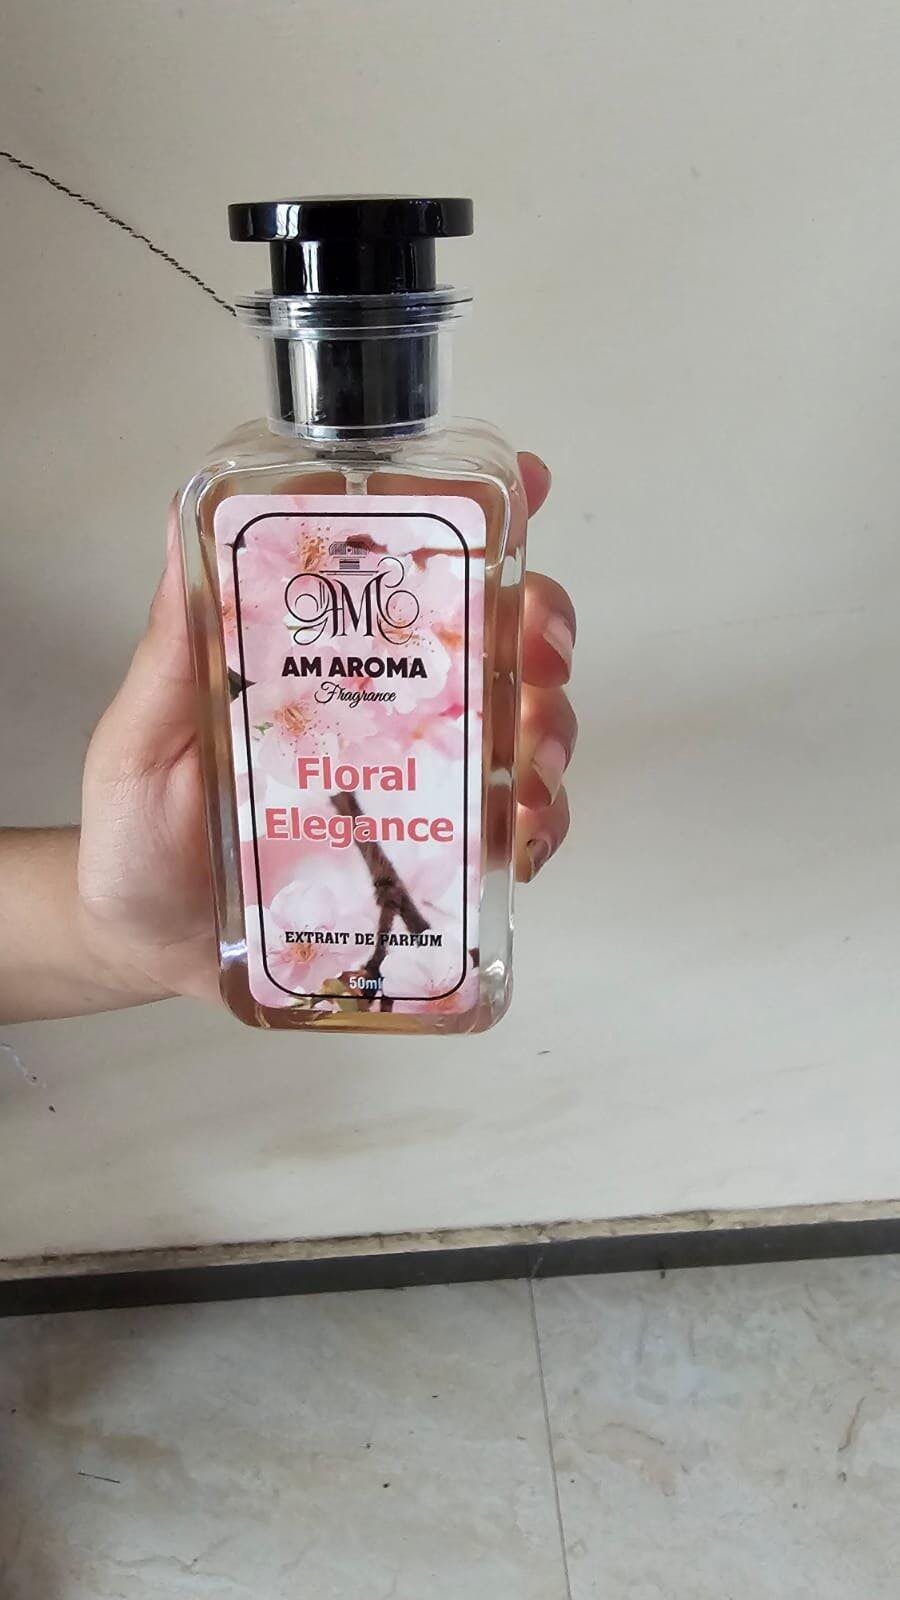 AM
AM AROMA
Fragrance
Floral
Elegance
EXTRAIT DE PARFUM
50ml